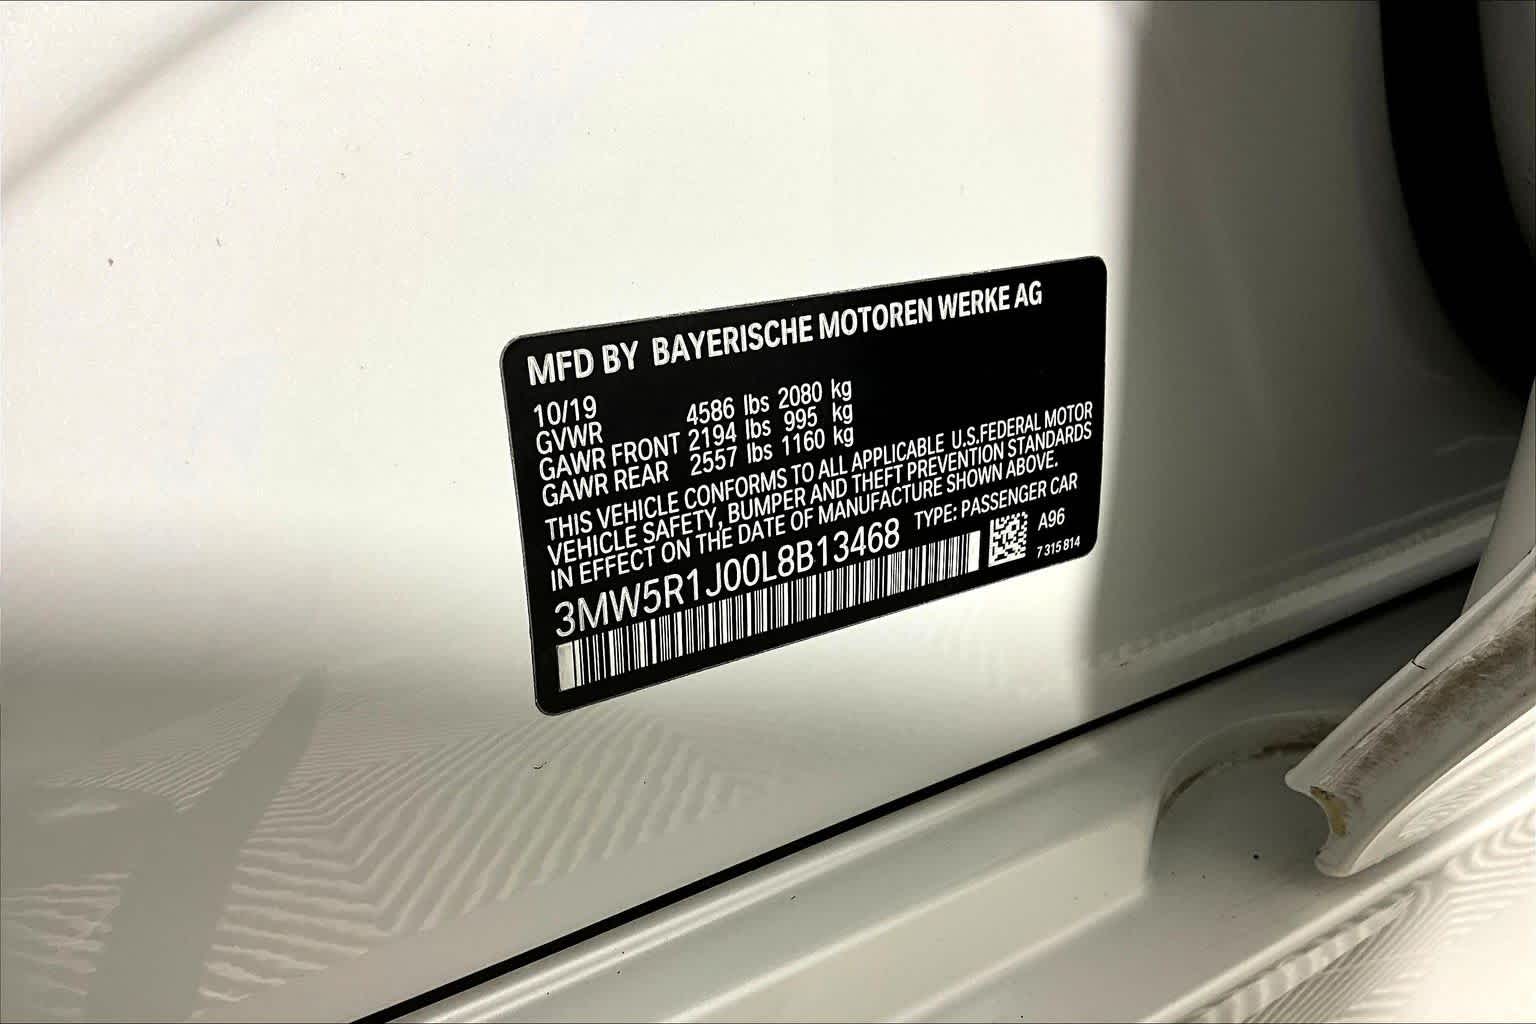 MFD BY BAYERISCHE MOTOREN WERKE AG
10/19
GVWR 4586 lbs 2080 kg
GAWR FRONT 2194 lbs 995 kg
GAWR REAR 2557 lbs 1160 kg
THIS VEHICLE CONFORMS TO ALL APPLICABLE U.S.FEDERAL MOTOR
VEHICLE SAFETY, BUMPER AND THEFT PREVENTION STANDARDS
IN EFFECT ON THE DATE OF MANUFACTURE SHOWN ABOVE.
3MW5R1J00L8B13468 TYPE: PASSENGER CAR
A96
7 315 814